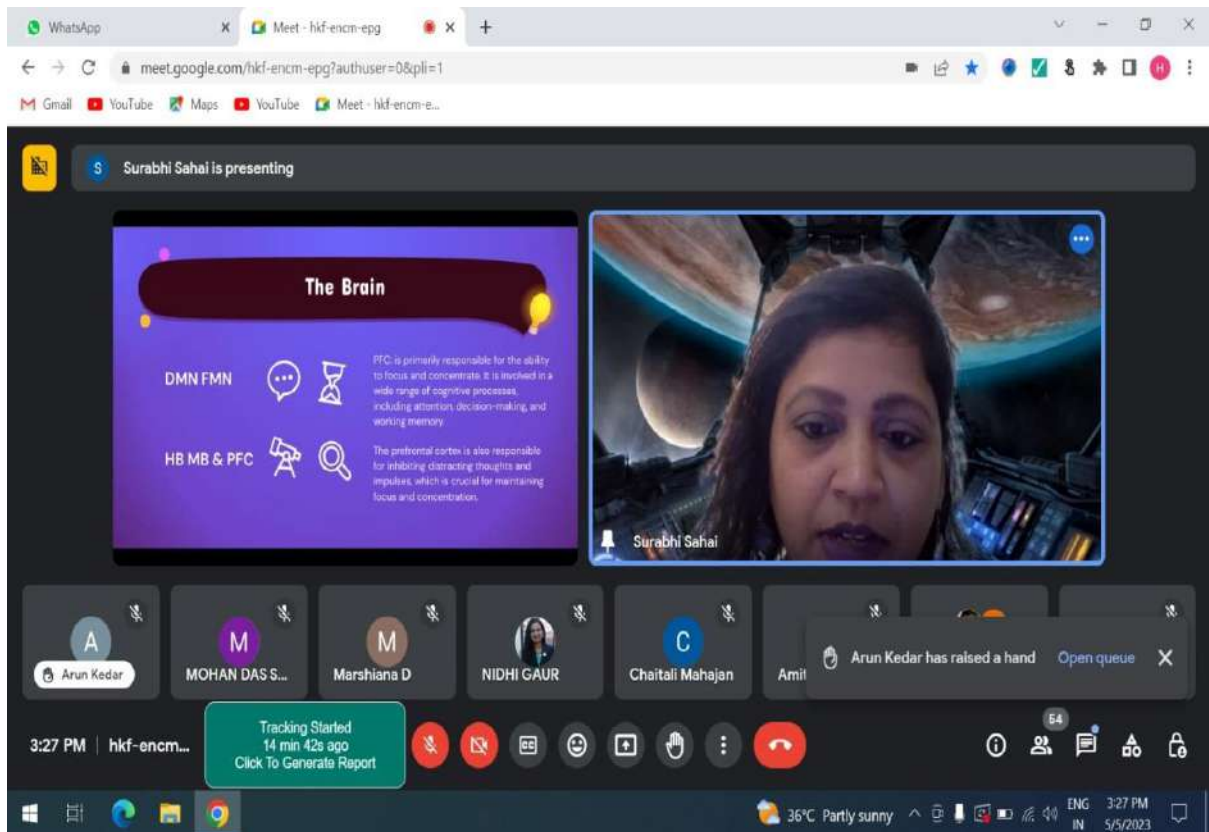 WhatsApp
Meet - hkf-encm-epg
meet.google.com/hkf-encm-epg?authuser=0&pli=1
H
Gmail
YouTube
Maps
YouTube
Meet - hkf-encm-e...
S
Surabhi Sahai is presenting
The Brain
DMN FMN
PFC: is primarily responsible for the ability
to focus and concentrate. It is involved in a
wide range of cognitive processes,
including attention, decision-making, and
working memory.
HB MB & PFC
The prefrontal cortex is also responsible
for inhibiting distracting thoughts and
impulses, which is crucial for maintaining
focus and concentration.
Surabhi Sahai
A
Arun Kedar
M
MOHAN DAS S...
M
Marshiana D
NIDHI GAUR
C
Chaitali Mahajan
Amit
Arun Kedar has raised a hand
Open queue
3:27 PM | hkf-encm...
Tracking Started
14 min 42s ago
Click To Generate Report
54
36°C Partly sunny
ENG
IN
3:27 PM
5/5/2023